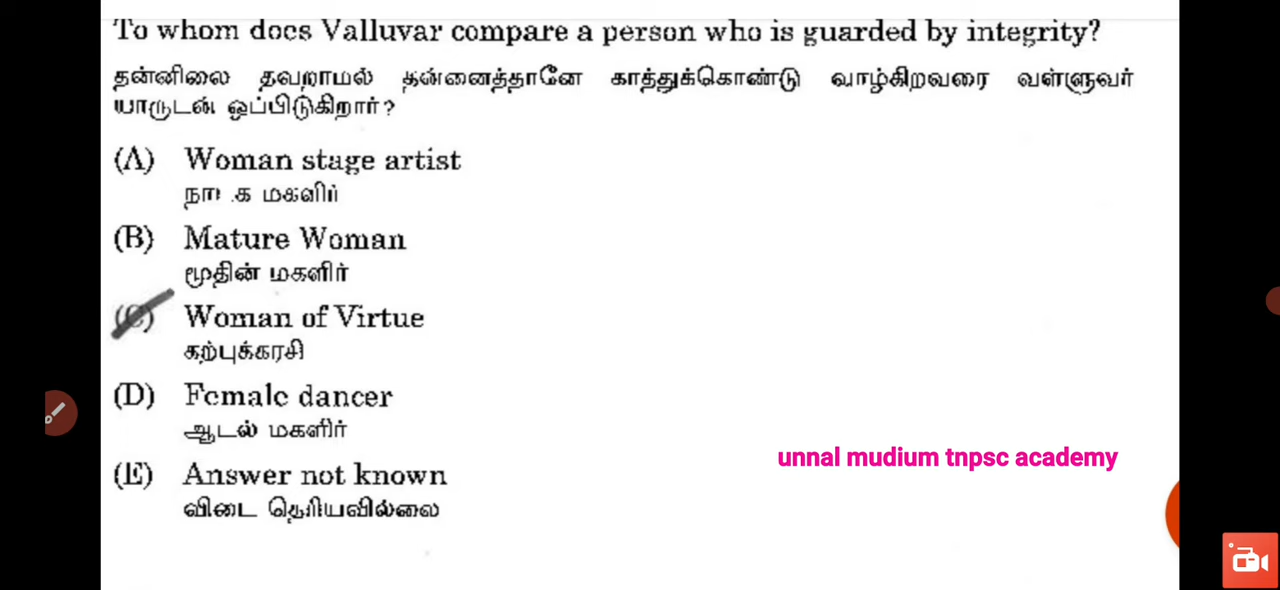 To whom does Valluvar compare a person who is guarded by integrity?
தன்னிலை தவறாமல் தன்னைத்தானே காத்துக்கொண்டு வாழ்கிறவரை வள்ளுவர்
யாருடன் ஒப்பிடுகிறார்?
(A) Woman stage artist
மகளிர்
(B) Mature Woman
மூதின் மகளிர்
(C) Woman of Virtue
கற்புக்கரசி
(D) Female dancer
ஆடல் மகளிர்
unnal mudium tnpsc academy
(E) Answer not known
விடை தெரியவில்லை